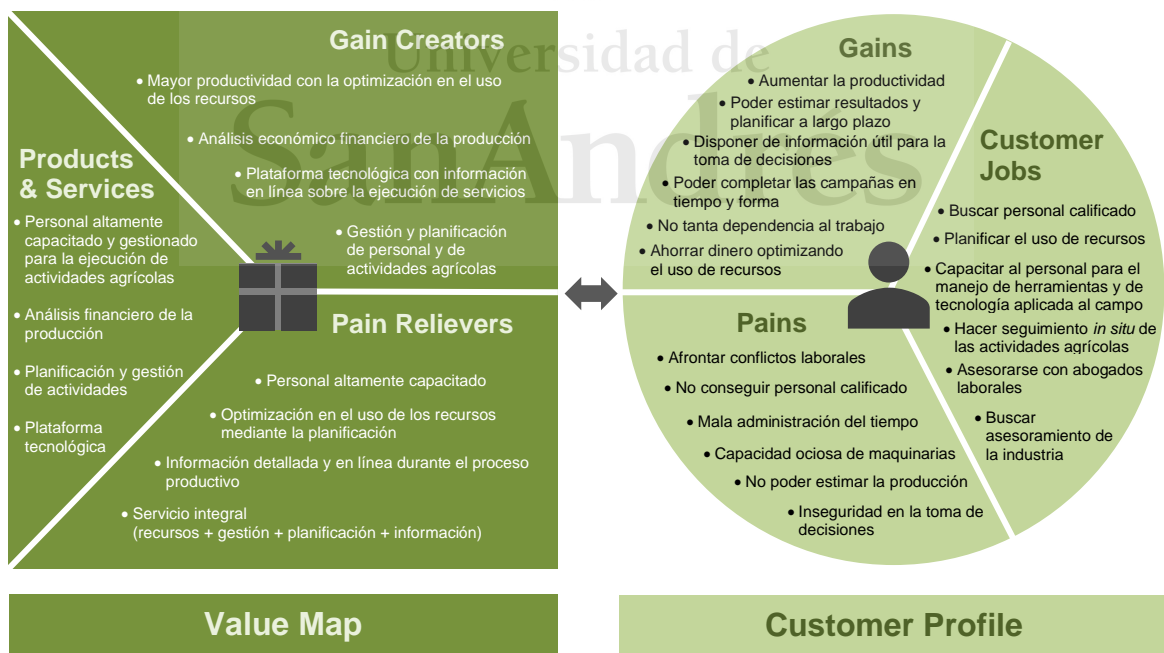 Universidad de
SanAndrés
Gain Creators
• Mayor productividad con la optimización en el uso
de los recursos
• Análisis económico financiero de la producción
• Plataforma tecnológica con información
en línea sobre la ejecución de servicios
• Gestión y planificación
de personal y de
actividades agrícolas
Products
& Services
• Personal altamente
capacitado y gestionado
para la ejecución de
actividades agrícolas
• Análisis financiero de la
producción
• Planificación y gestión
de actividades
• Plataforma
tecnológica
Pain Relievers
• Personal altamente capacitado
• Optimización en el uso de los recursos
mediante la planificación
• Información detallada y en línea durante el proceso
productivo
• Servicio integral
(recursos + gestión + planificación + información)
Gains
• Aumentar la productividad
• Poder estimar resultados y
planificar a largo plazo
• Disponer de información útil para la
toma de decisiones
• Poder completar las campañas en
tiempo y forma
• No tanta dependencia al trabajo
• Ahorrar dinero optimizando
el uso de recursos
Customer
Jobs
• Buscar personal calificado
• Planificar el uso de recursos
• Capacitar al personal para el
manejo de herramientas y de
tecnología aplicada al campo
• Hacer seguimiento in situ de
las actividades agrícolas
• Asesorarse con abogados
laborales
• Buscar
asesoramiento de
la industria
Pains
• Afrontar conflictos laborales
• No conseguir personal calificado
• Mala administración del tiempo
• Capacidad ociosa de maquinarias
• No poder estimar la producción
• Inseguridad en la toma de
decisiones
Value Map
Customer Profile